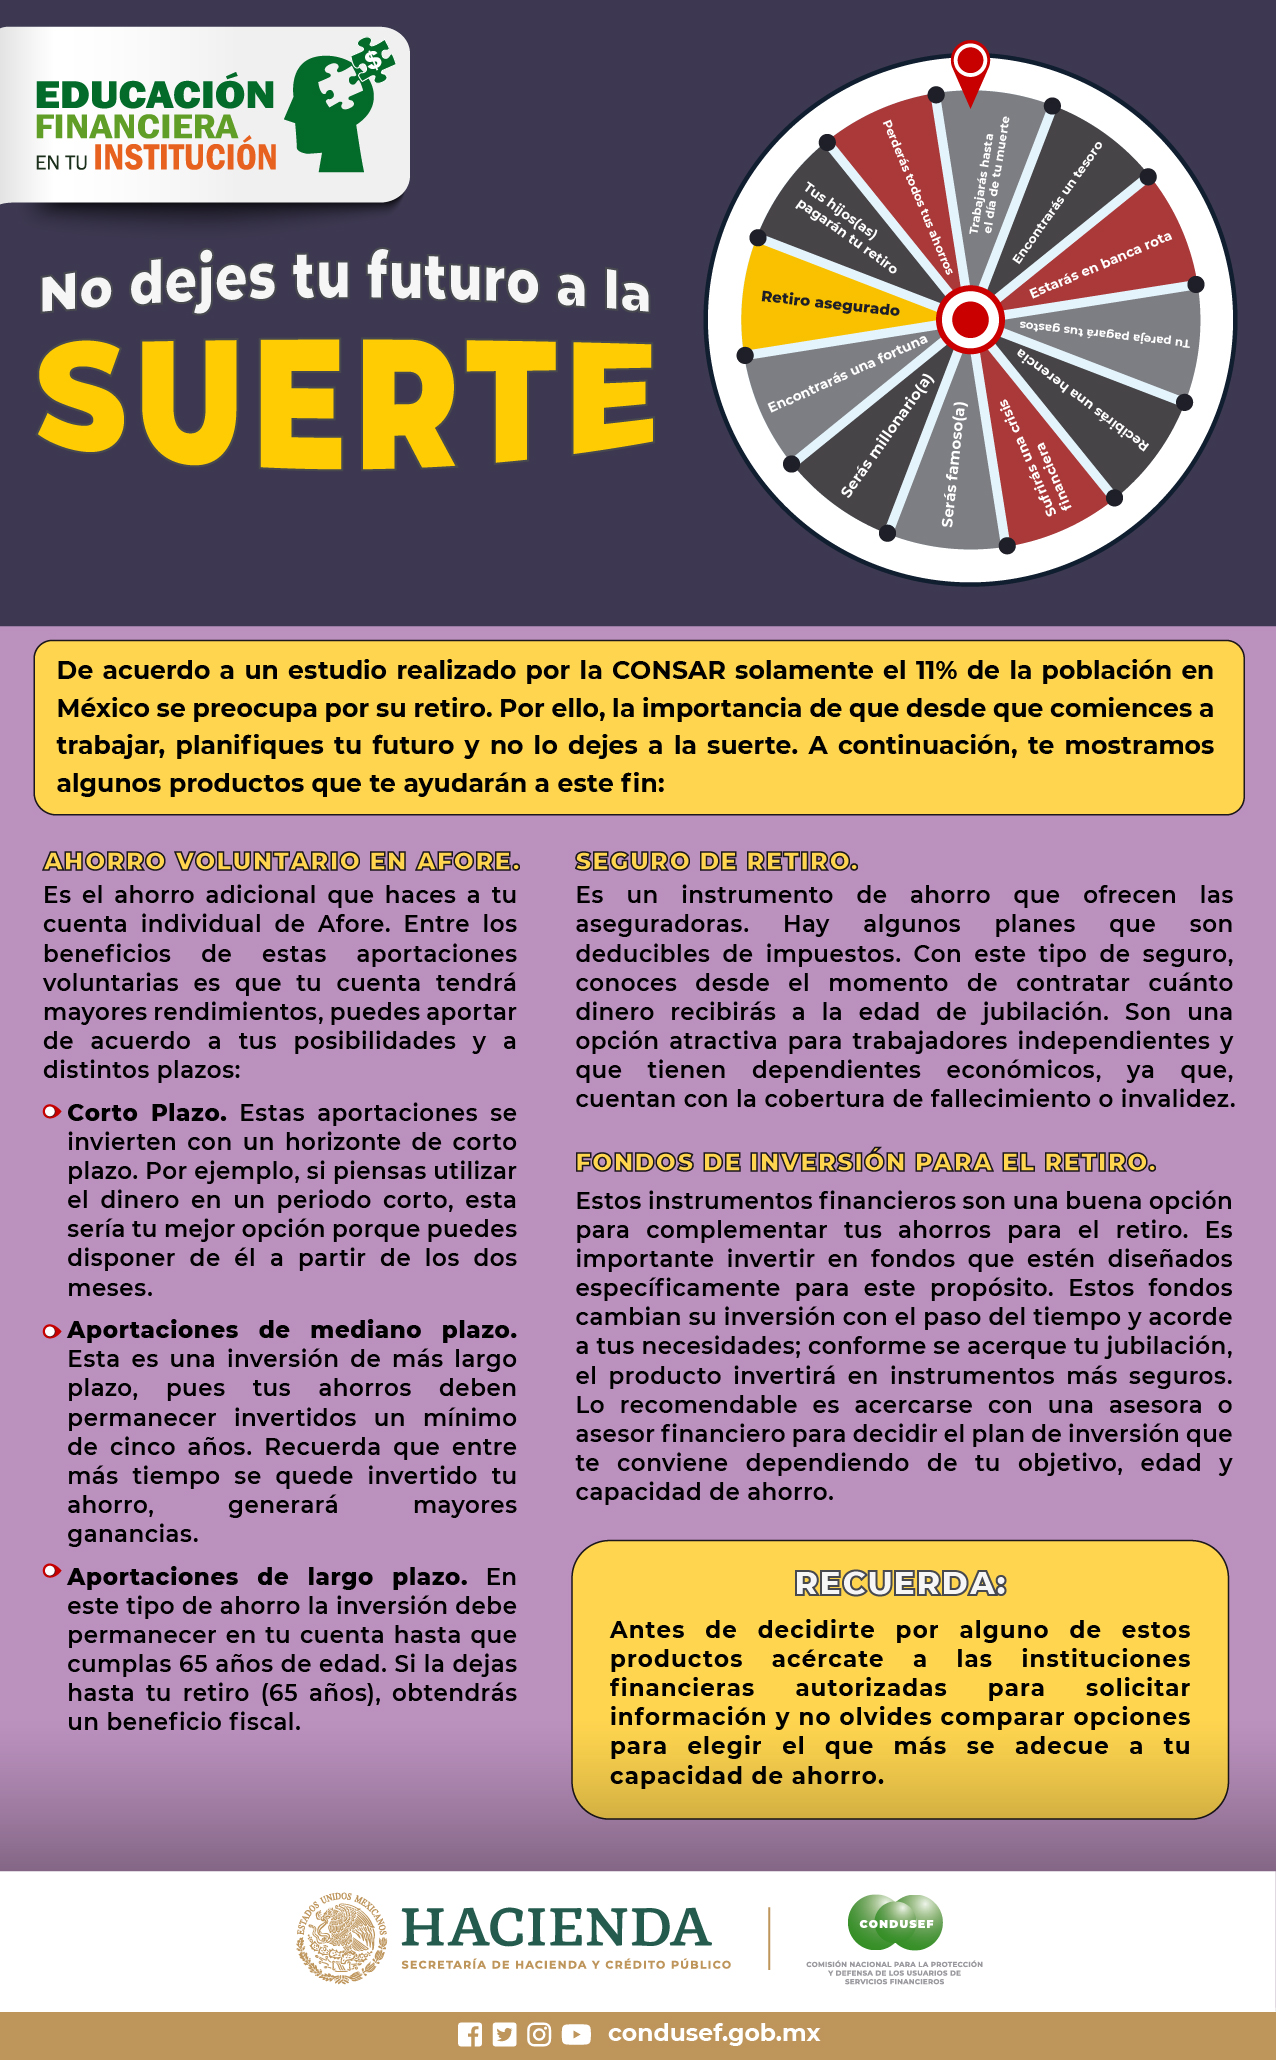 EDUCACIÓN
FINANCIERA
EN TU INSTITUCIÓN
$
No dejes tu futuro a la
SUERTE
Trabajarás hasta
el día de tu muerte
Encontrarás un tesoro
Estarás en banca rota
Tu pareja pagará tus gastos
Recibirás una herencia
Sufrirás una crisis
financiera
Serás famoso(a)
Serás millonario(a)
Encontrarás una fortuna
Retiro asegurado
Tus hijos(as)
pagarán tu retiro
Perderás todos tus ahorros
De acuerdo a un estudio realizado por la CONSAR solamente el 11% de la población en
México se preocupa por su retiro. Por ello, la importancia de que desde que comiences a
trabajar, planifiques tu futuro y no lo dejes a la suerte. A continuación, te mostramos
algunos productos que te ayudarán a este fin:
AHORRO VOLUNTARIO EN AFORE.
Es el ahorro adicional que haces a tu
cuenta individual de Afore. Entre los
beneficios de estas aportaciones
voluntarias es que tu cuenta tendrá
mayores rendimientos, puedes aportar
de acuerdo a tus posibilidades y a
distintos plazos:
Corto Plazo. Estas aportaciones se
invierten con un horizonte de corto
plazo. Por ejemplo, si piensas utilizar
el dinero en un periodo corto, esta
sería tu mejor opción porque puedes
disponer de él a partir de los dos
meses.
Aportaciones de mediano plazo.
Esta es una inversión de más largo
plazo, pues tus ahorros deben
permanecer invertidos un mínimo
de cinco años. Recuerda que entre
más tiempo se quede invertido tu
ahorro, generará mayores
ganancias.
Aportaciones de largo plazo. En
este tipo de ahorro la inversión debe
permanecer en tu cuenta hasta que
cumplas 65 años de edad. Si la dejas
hasta tu retiro (65 años), obtendrás
un beneficio fiscal.
SEGURO DE RETIRO.
Es un instrumento de ahorro que ofrecen las
aseguradoras. Hay algunos planes que son
deducibles de impuestos. Con este tipo de seguro,
conoces desde el momento de contratar cuánto
dinero recibirás a la edad de jubilación. Son una
opción atractiva para trabajadores independientes y
que tienen dependientes económicos, ya que,
cuentan con la cobertura de fallecimiento o invalidez.
FONDOS DE INVERSIÓN PARA EL RETIRO.
Estos instrumentos financieros son una buena opción
para complementar tus ahorros para el retiro. Es
importante invertir en fondos que estén diseñados
específicamente para este propósito. Estos fondos
cambian su inversión con el paso del tiempo y acorde
a tus necesidades; conforme se acerque tu jubilación,
el producto invertirá en instrumentos más seguros.
Lo recomendable es acercarse con una asesora o
asesor financiero para decidir el plan de inversión que
te conviene dependiendo de tu objetivo, edad y
capacidad de ahorro.
RECUERDA:
Antes de decidirte por alguno de estos
productos acércate a las instituciones
financieras autorizadas para solicitar
información y no olvides comparar opciones
para elegir el que más se adecue a tu
capacidad de ahorro.
ESTADOS UNIDOS MEXICANOS
HACIENDA
SECRETARÍA DE HACIENDA Y CRÉDITO PÚBLICO
CONDUSEF
COMISIÓN NACIONAL PARA LA PROTECCIÓN
Y DEFENSA DE LOS USUARIOS DE
SERVICIOS FINANCIEROS
condusef.gob.mx